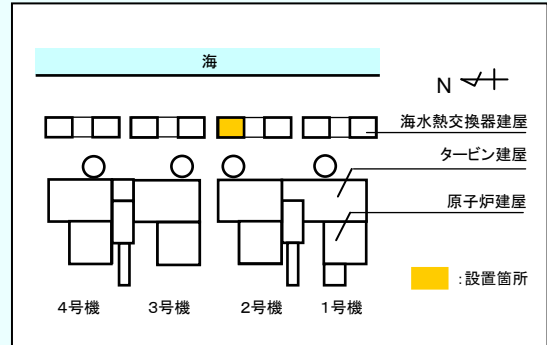 海
N
海水熱交換器建屋
タービン建屋
原子炉建屋
:設置箇所
4号機 3号機 2号機 1号機